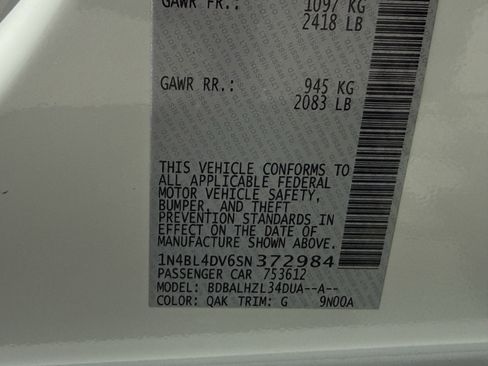 GAWR FR.: 1097 KG
2418 LB
GAWR RR.: 945 KG
2083 LB
THIS VEHICLE CONFORMS TO
ALL APPLICABLE FEDERAL
MOTOR VEHICLE SAFETY,
BUMPER, AND THEFT
PREVENTION STANDARDS
IN EFFECT ON THE DATE OF
MANUFACTURE SHOWN ABOVE.
1N4BL4DV6SN372984
PASSENGER CAR 753612
MODEL: BDBALHZL34DUA--A--
COLOR: QAK TRIM: G 9N00A